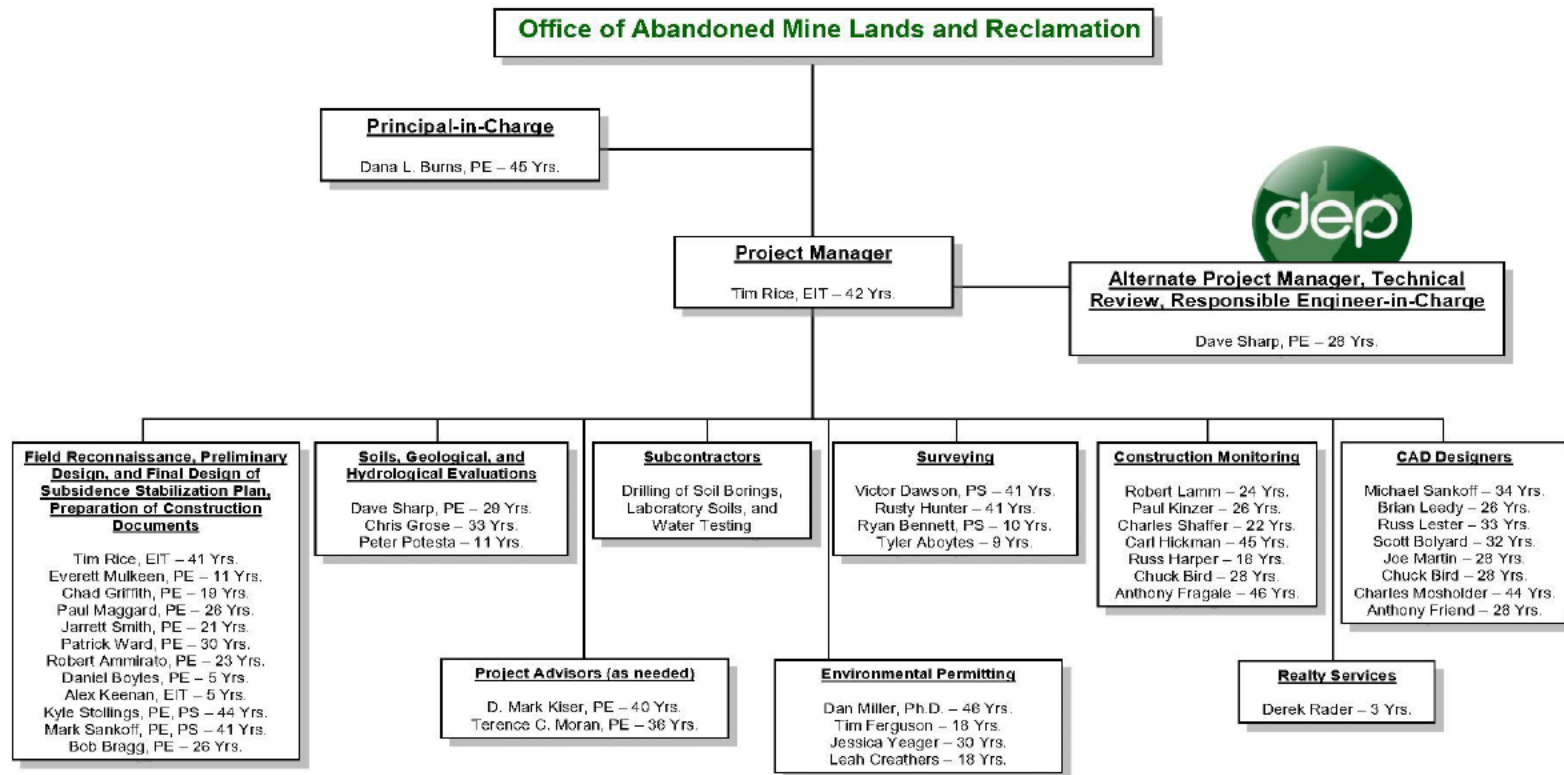 Office of Abandoned Mine Lands and Reclamation
Principal-in-Charge
Dana L. Burns, PE – 45 Yrs.
dep
Project Manager
Tim Rice, EIT – 42 Yrs.
Alternate Project Manager, Technical
Review, Responsible Engineer-in-Charge
Dave Sharp, PE – 28 Yrs.
Field Reconnaissance, Preliminary
Design, and Final Design of
Subsidence Stabilization Plan,
Preparation of Construction
Documents
Tim Rice, EIT – 41 Yrs.
Everett Mulkeen, PE – 11 Yrs.
Chad Griffith, PE – 19 Yrs.
Paul Maggard, PE – 26 Yrs.
Jarrett Smith, PE – 21 Yrs.
Patrick Ward, PE – 30 Yrs.
Robert Ammirato, PE – 23 Yrs.
Daniel Boyles, PE – 5 Yrs.
Alex Keenan, EIT – 5 Yrs.
Kyle Stollings, PE, PS – 44 Yrs.
Mark Sankoff, PE, PS – 41 Yrs.
Bob Bragg, PE – 26 Yrs.
Soils, Geological, and
Hydrological Evaluations
Dave Sharp, PE – 29 Yrs.
Chris Grose – 33 Yrs.
Peter Potesta – 11 Yrs.
Subcontractors
Drilling of Soil Borings,
Laboratory Soils, and
Water Testing
Surveying
Victor Dawson, PS – 41 Yrs.
Rusty Hunter – 41 Yrs.
Ryan Bennett, PS – 10 Yrs.
Tyler Aboytes – 9 Yrs.
Construction Monitoring
Robert Lamm – 24 Yrs.
Paul Kinzer – 26 Yrs.
Charles Shaffer – 22 Yrs.
Carl Hickman – 45 Yrs.
Russ Harper – 18 Yrs.
Chuck Bird – 28 Yrs.
Anthony Fragale – 46 Yrs.
CAD Designers
Michael Sankoff – 34 Yrs.
Brian Leedy – 26 Yrs.
Russ Lester – 33 Yrs.
Scott Bolyard – 32 Yrs.
Joe Martin – 28 Yrs.
Chuck Bird – 28 Yrs.
Charles Mosholder – 44 Yrs.
Anthony Friend – 28 Yrs.
Project Advisors (as needed)
D. Mark Kiser, PE – 40 Yrs.
Terence C. Moran, PE – 36 Yrs.
Environmental Permitting
Dan Miller, Ph.D. – 46 Yrs.
Tim Ferguson – 18 Yrs.
Jessica Yeager – 30 Yrs.
Leah Creathers – 18 Yrs.
Realty Services
Derek Rader – 3 Yrs.